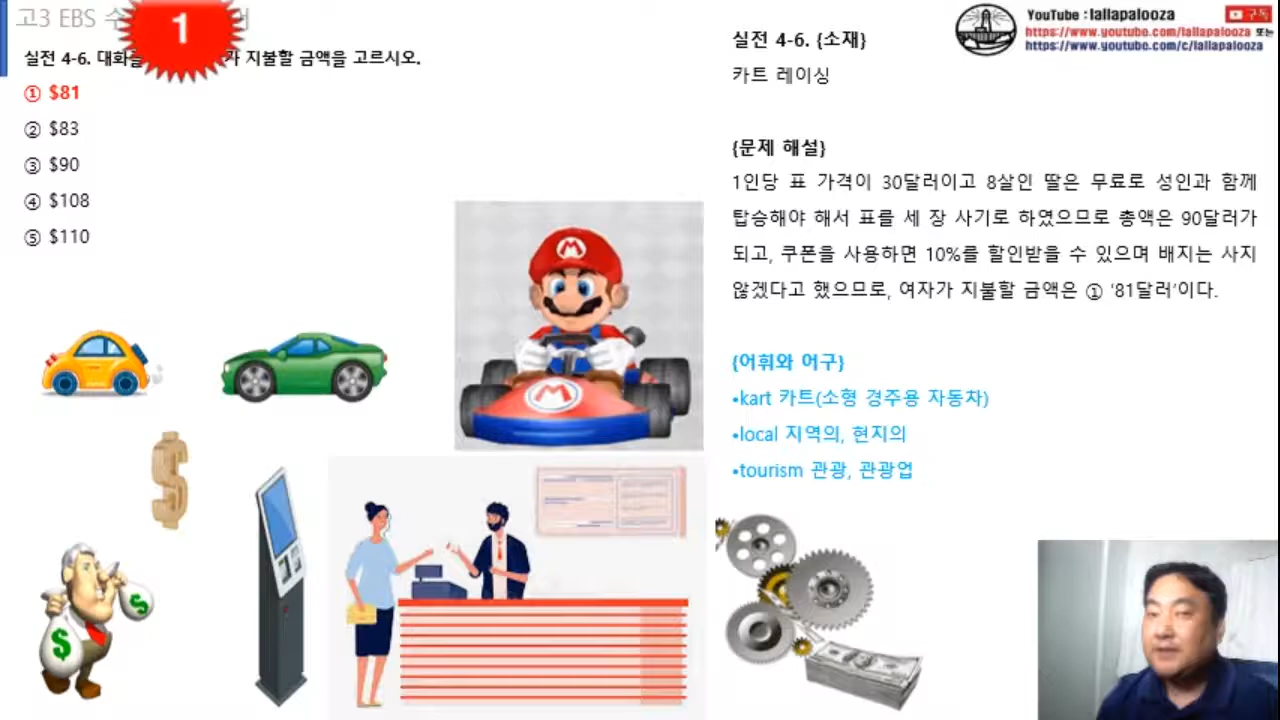 고3 EBS 수
1
실전 4-6. 대화를 가 지불할 금액을 고르시오.
① $81
② $83
③ $90
④ $108
⑤ $110
YouTube : lallapalooza
구독
https://www.youtube.com/lallapalooza 또는
https://www.youtube.com/c/lallapalooza
실전 4-6. {소재}
카트 레이싱
{문제 해설}
1인당 표 가격이 30달러이고 8살인 딸은 무료로 성인과 함께
탑승해야 해서 표를 세 장 사기로 하였으므로 총액은 90달러가
되고, 쿠폰을 사용하면 10%를 할인받을 수 있으며 배지는 사지
않겠다고 했으므로, 여자가 지불할 금액은 ① '81달러'이다.
{어휘와 어구}
•kart 카트(소형 경주용 자동차)
•local 지역의, 현지의
•tourism 관광, 관광업